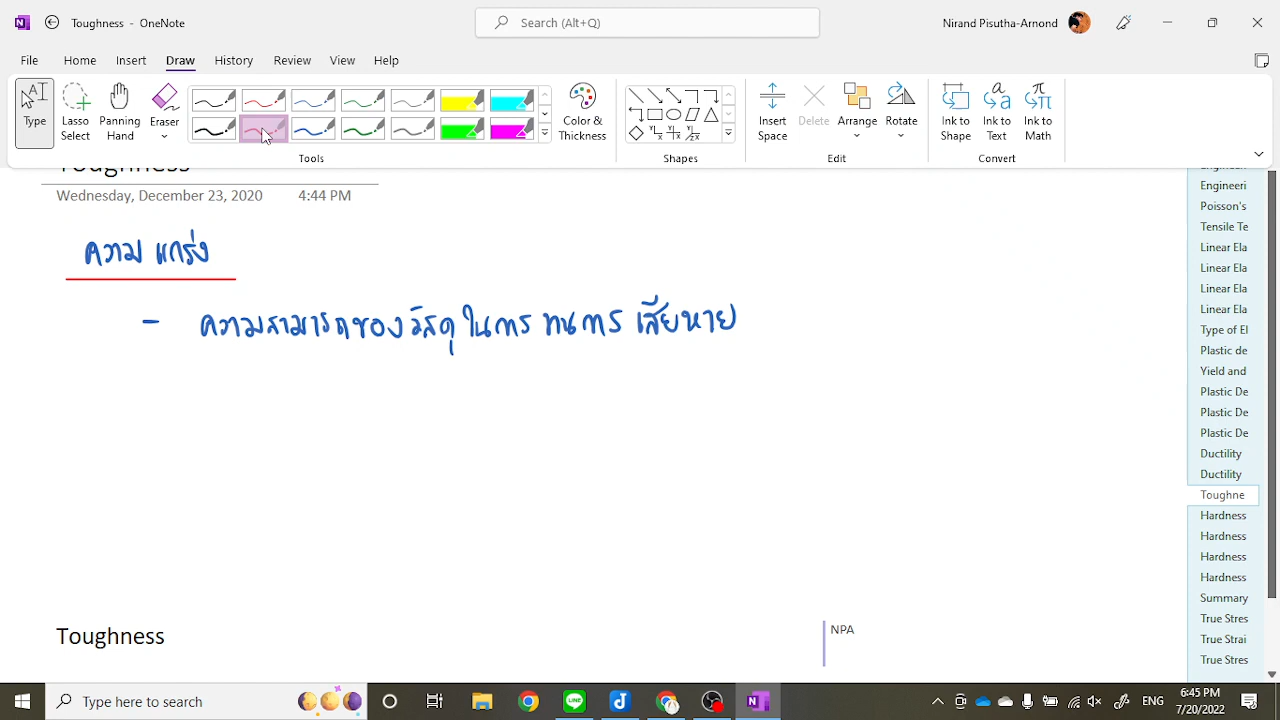 Toughness - OneNote
Search (Alt+Q)
Nirand Pisutha-Arnond
File Home Insert Draw History Review View Help
Type
Lasso Select
Panning Hand
Eraser
Color & Thickness
Insert Space
Delete
Arrange
Rotate
Ink to Shape
Ink to Text
Ink to Math
Tools
Shapes
Edit
Convert
Toughness
Wednesday, December 23, 2020 4:44 PM
ความ แกร่ง
- ความสามารถของวัสดุในการ ทนการ เสียหาย
Toughness
NPA
Engineeri
Poisson's
Tensile Te
Linear Ela
Linear Ela
Linear Ela
Linear Ela
Type of El
Plastic de
Yield and
Plastic De
Plastic De
Plastic De
Ductility
Ductility
Toughne
Hardness
Hardness
Hardness
Hardness
Summary
True Stres
True Strai
True Stres
Type here to search
LINE
ENG
6:45 PM
7/20/2022